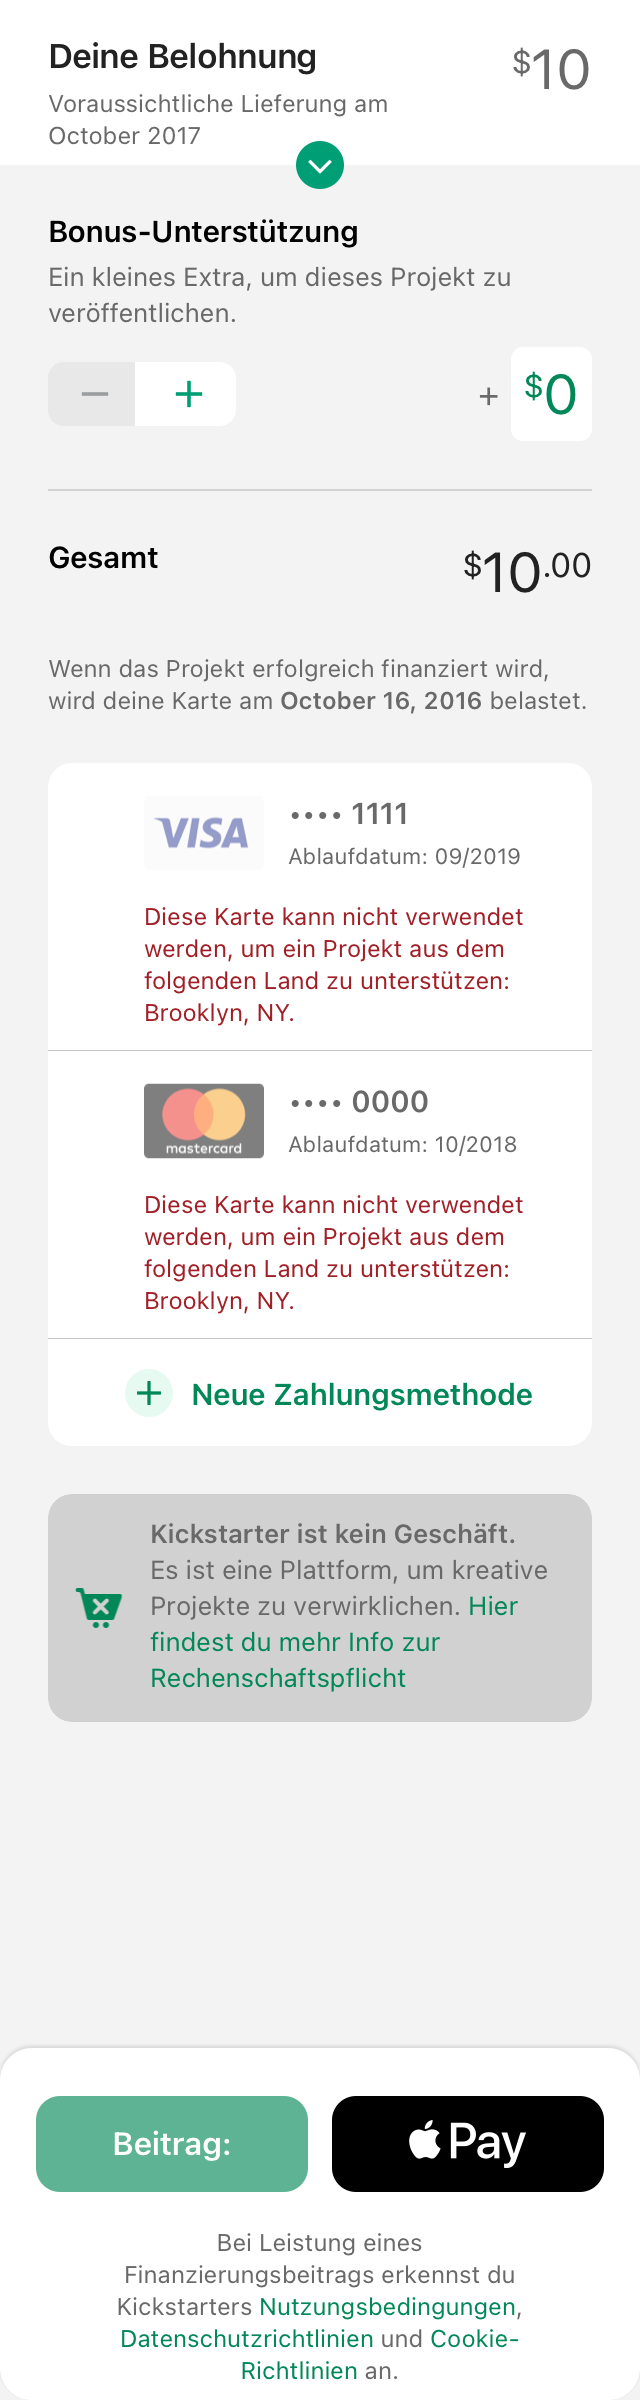 Deine Belohnung
$10
Voraussichtliche Lieferung am
October 2017
Bonus-Unterstützung
Ein kleines Extra, um dieses Projekt zu
veröffentlichen.
− +
+ $0
Gesamt
$10.00
Wenn das Projekt erfolgreich finanziert wird,
wird deine Karte am October 16, 2016 belastet.
VISA
•••• 1111
Ablaufdatum: 09/2019
Diese Karte kann nicht verwendet
werden, um ein Projekt aus dem
folgenden Land zu unterstützen:
Brooklyn, NY.
mastercard
•••• 0000
Ablaufdatum: 10/2018
Diese Karte kann nicht verwendet
werden, um ein Projekt aus dem
folgenden Land zu unterstützen:
Brooklyn, NY.
+ Neue Zahlungsmethode
Kickstarter ist kein Geschäft.
Es ist eine Plattform, um kreative
Projekte zu verwirklichen. Hier
findest du mehr Info zur
Rechenschaftspflicht
Beitrag:
Pay
Bei Leistung eines
Finanzierungsbeitrags erkennst du
Kickstarters Nutzungsbedingungen,
Datenschutzrichtlinien und Cookie-
Richtlinien an.